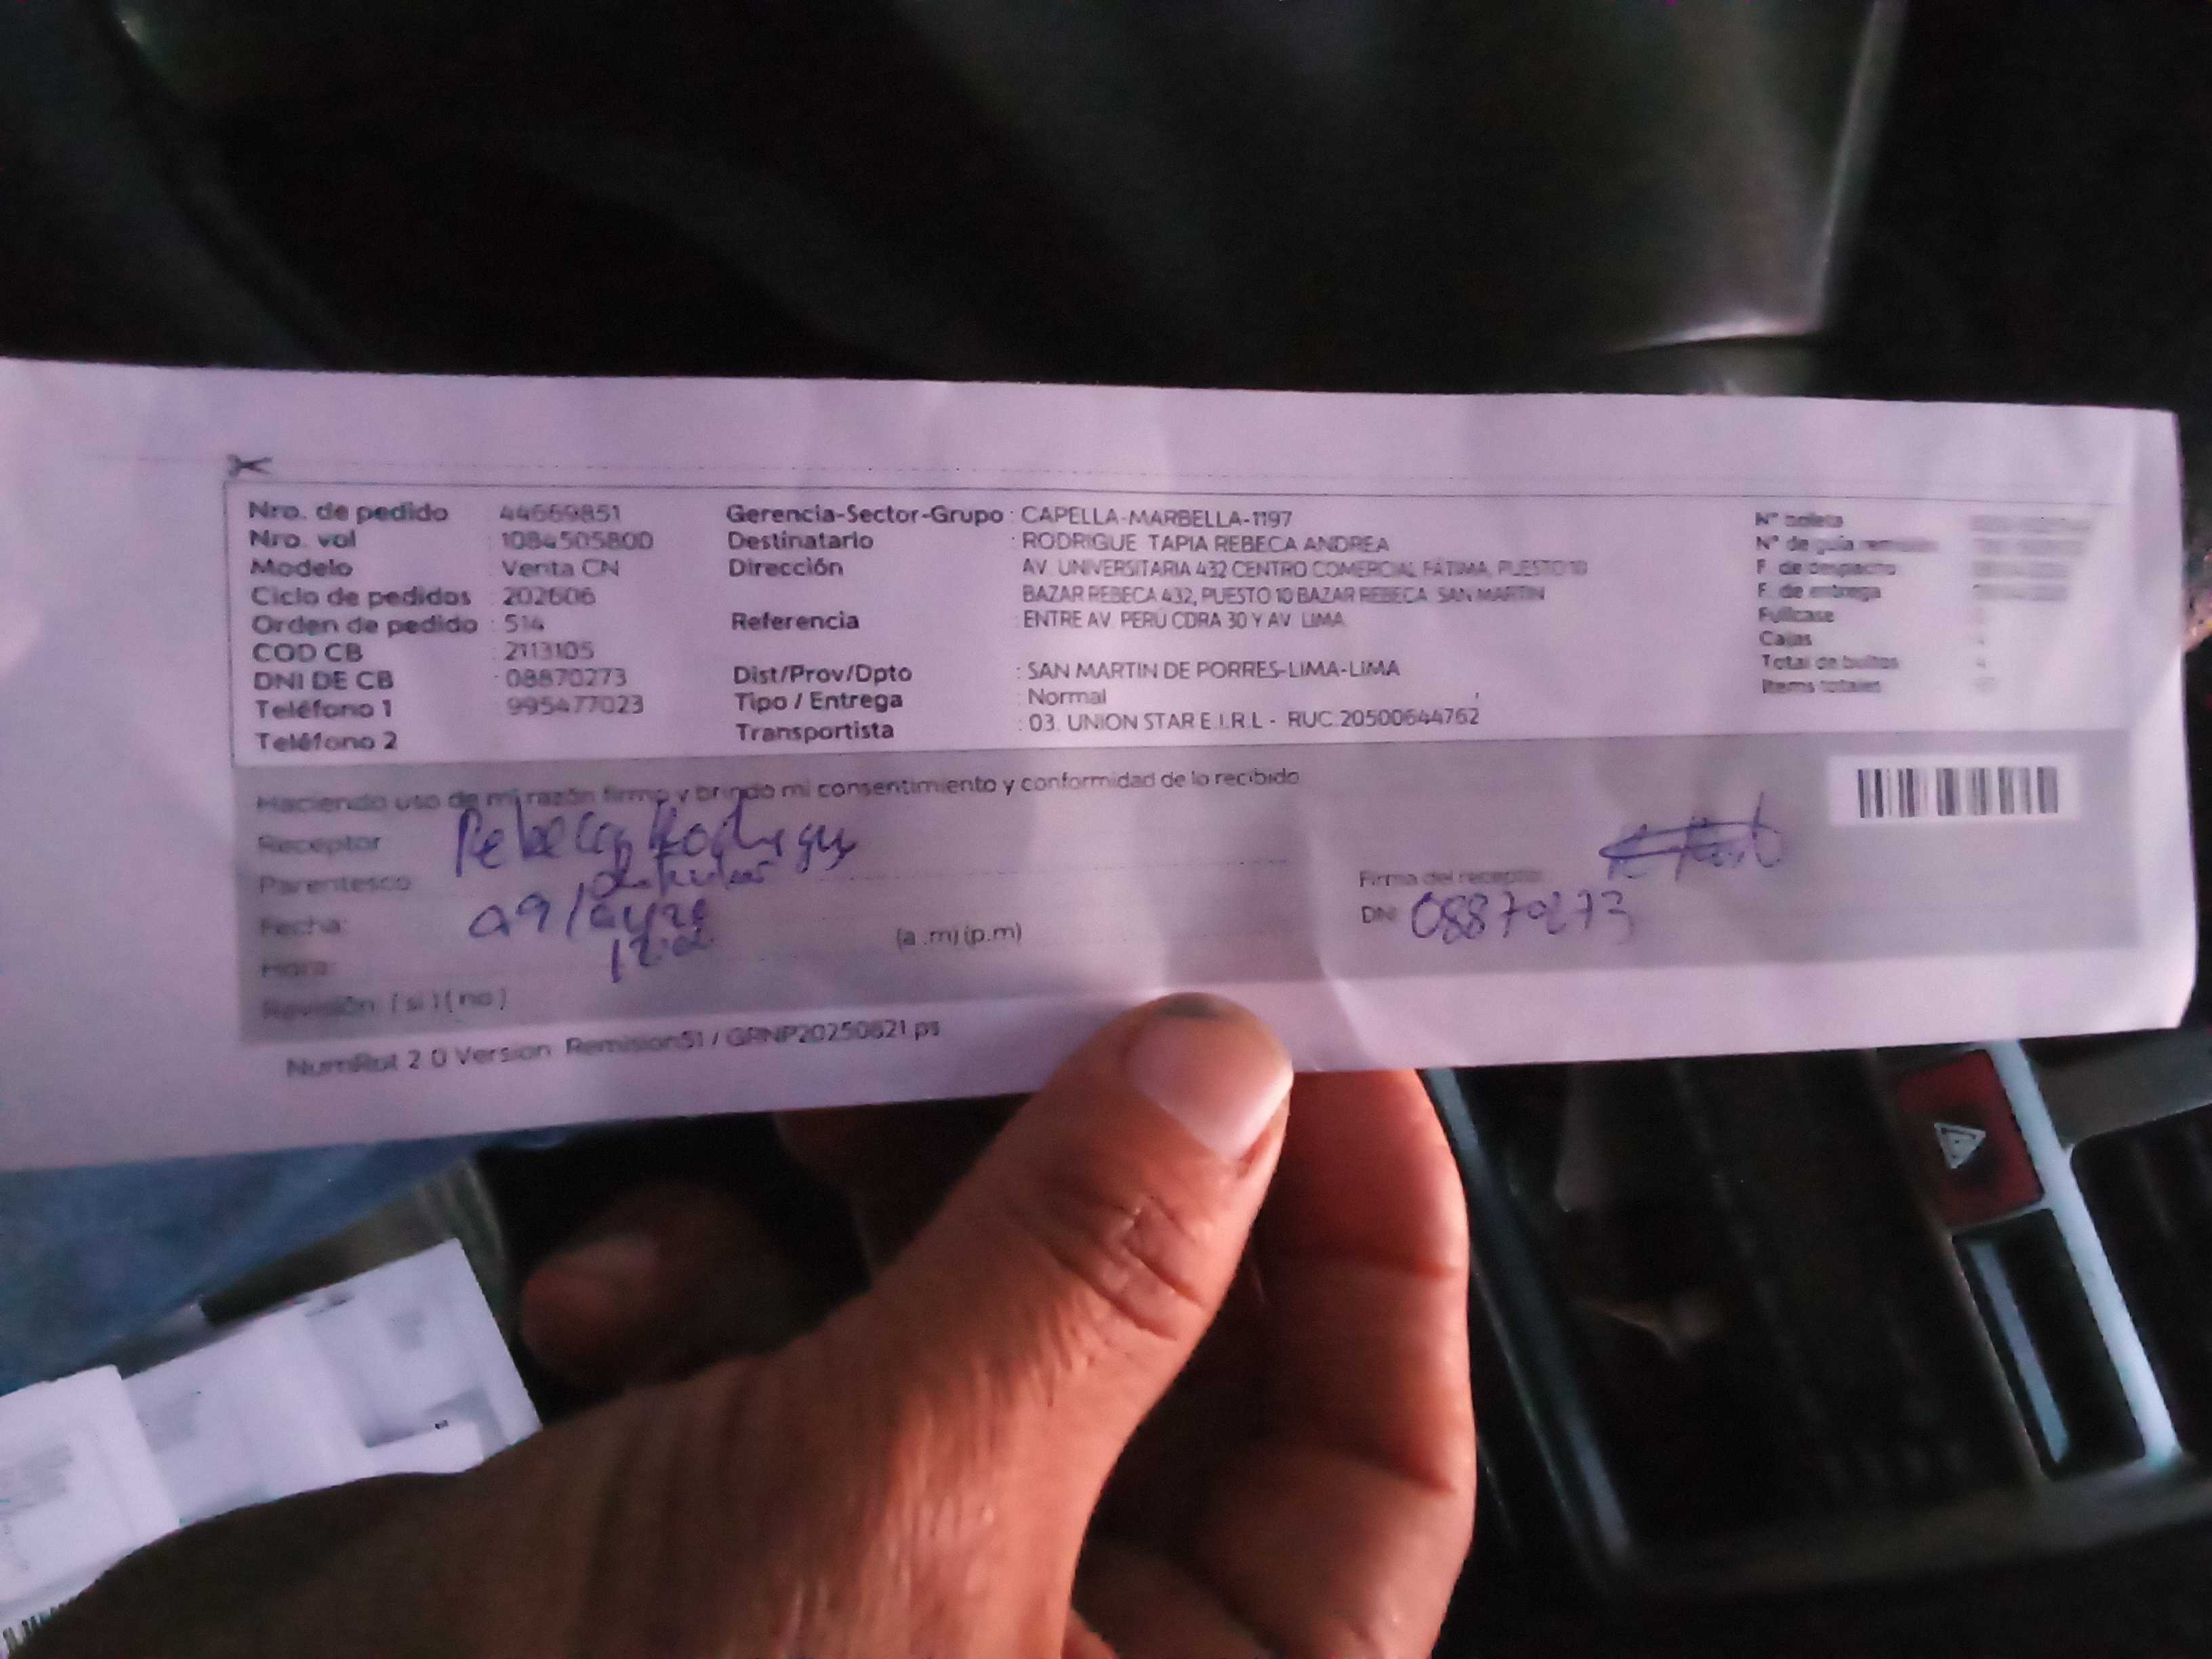 Nro. de pedido 44669851
Nro. vol : 1084505800
Modelo : Venta CN
Ciclo de pedidos : 202606
Orden de pedido : 514
COD CB : 2113105
DNI DE CB : 08870273
Teléfono 1 995477023
Teléfono 2
Gerencia-Sector-Grupo : CAPELLA-MARBELLA-1197
Destinatario : RODRIGUE TAPIA REBECA ANDREA
Dirección AV. UNIVERSITARIA 432 CENTRO COMERCIAL FÁTIMA, PUESTO 10
BAZAR REBECA 432, PUESTO 10 BAZAR REBECA SAN MARTIN
Referencia ENTRE AV. PERÚ CDRA 30 Y AV. LIMA
Dist/Prov/Dpto : SAN MARTIN DE PORRES-LIMA-LIMA
Tipo / Entrega : Normal
Transportista : 03. UNION STAR E.I.R.L - RUC:20500644762
N° boleta
N° de guía remisión
F. de despacho
F. de entrega
Fullcase
Cajas
Total de bultos
Items totales
Haciendo uso de mi razón firmo y brindo mi consentimiento y conformidad de lo recibido
Receptor Rebeca Rodrigue
Parentesco
Fecha:
Hora: (a.m) (p.m)
Revisión: ( si ) ( no )
Firma del receptor:
DNI: 08870273
NumRot 2.0 Version Remision51 / GRNP20250821.ps